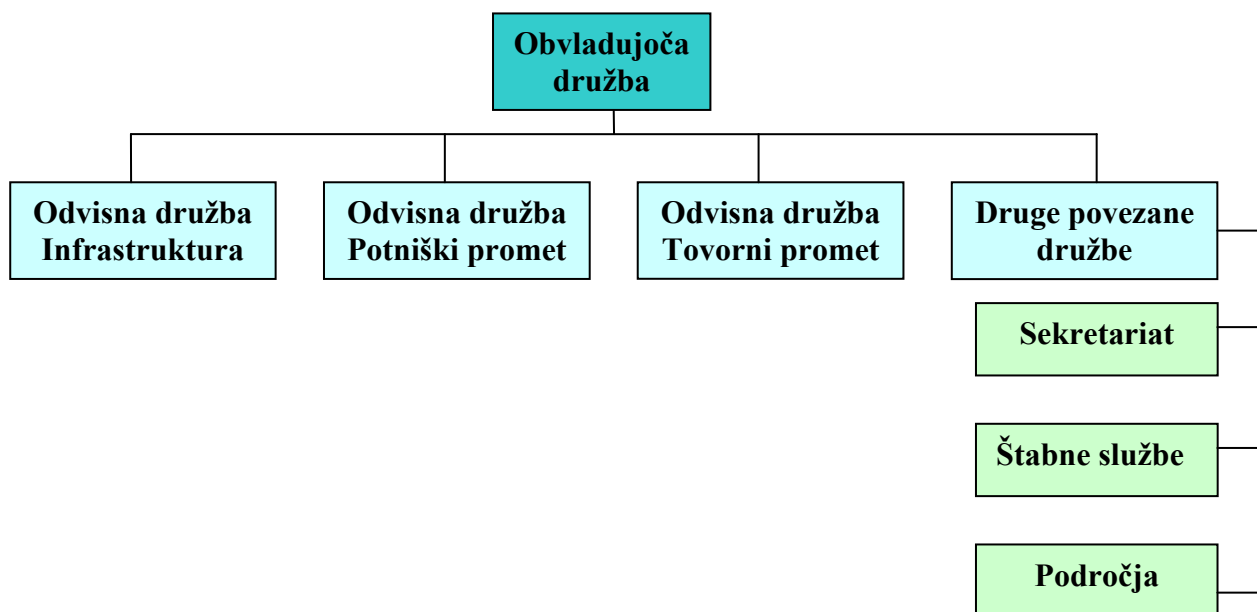 Obvladujoča
družba
Odvisna družba
Infrastruktura
Odvisna družba
Potniški promet
Odvisna družba
Tovorni promet
Druge povezane
družbe
Sekretariat
Štabne službe
Področja